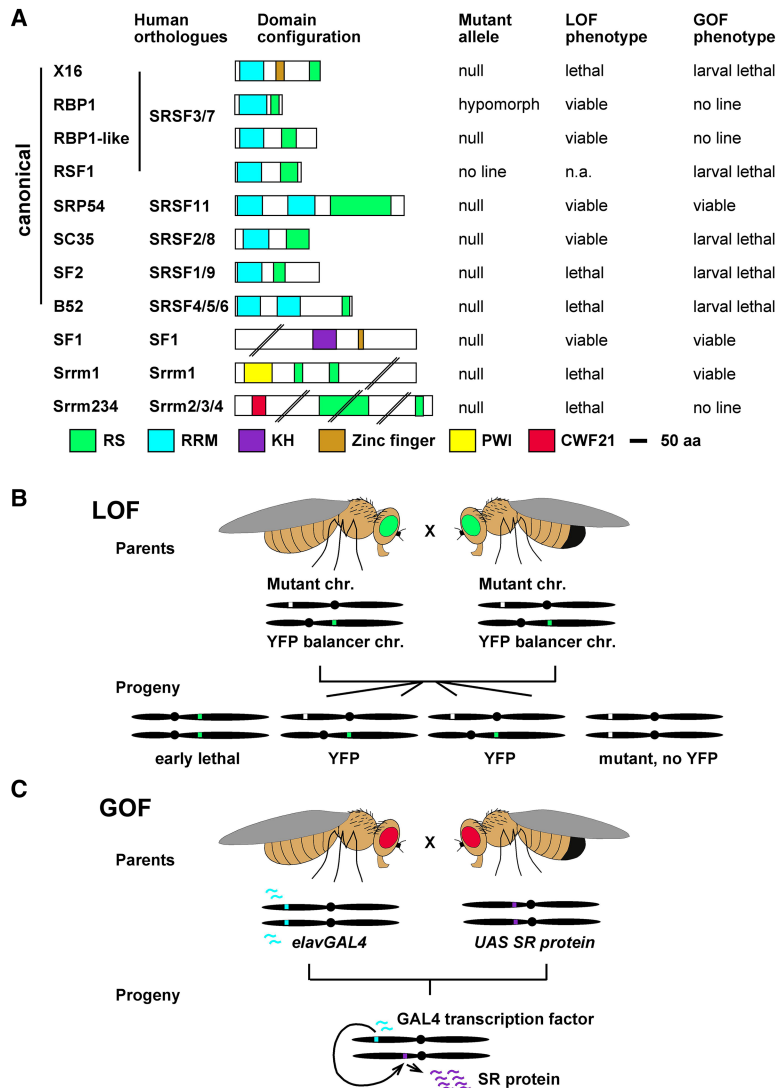 A
Human orthologues Domain configuration Mutant allele LOF phenotype GOF phenotype
canonical
X16 null lethal larval lethal
RBP1 hypomorph viable no line
SRSF3/7
RBP1-like null viable no line
RSF1 no line n.a. larval lethal
SRP54 SRSF11 null viable viable
SC35 SRSF2/8 null viable larval lethal
SF2 SRSF1/9 null lethal larval lethal
B52 SRSF4/5/6 null lethal larval lethal
SF1 SF1 null viable viable
Srrm1 Srrm1 null lethal viable
Srrm234 Srrm2/3/4 null lethal no line
RS RRM KH Zinc finger PWI CWF21 50 aa
B
LOF
Parents X
Mutant chr. Mutant chr.
YFP balancer chr. YFP balancer chr.
Progeny
early lethal YFP YFP mutant, no YFP
C
GOF
Parents X
elavGAL4 UAS SR protein
Progeny
GAL4 transcription factor
SR protein